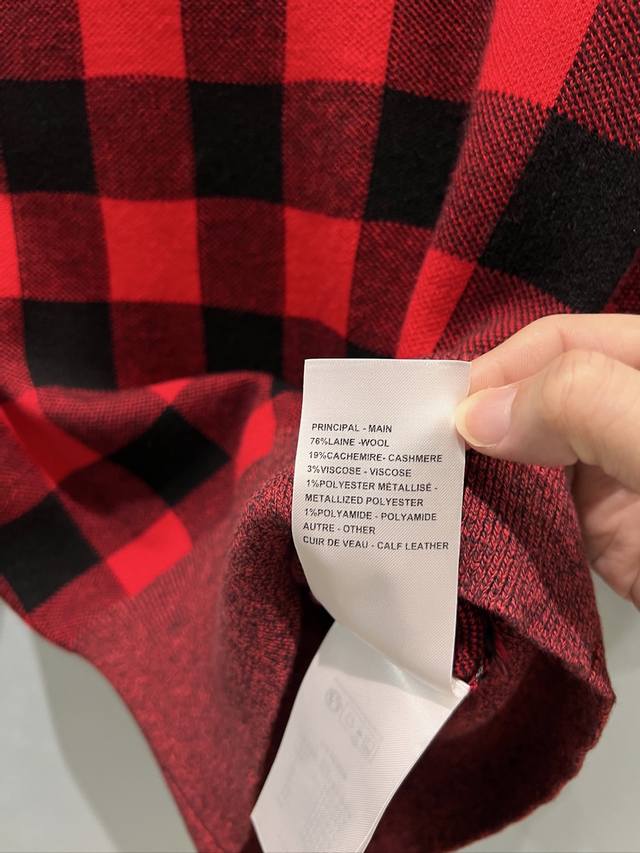 PRINCIPAL - MAIN
76%LAINE -WOOL
19%CACHEMIRE- CASHMERE
3%VISCOSE - VISCOSE
1%POLYESTER MÉTALLISÉ -
METALLIZED POLYESTER
1%POLYAMIDE - POLYAMIDE
AUTRE - OTHER
CUIR DE VEAU - CALF LEATHER